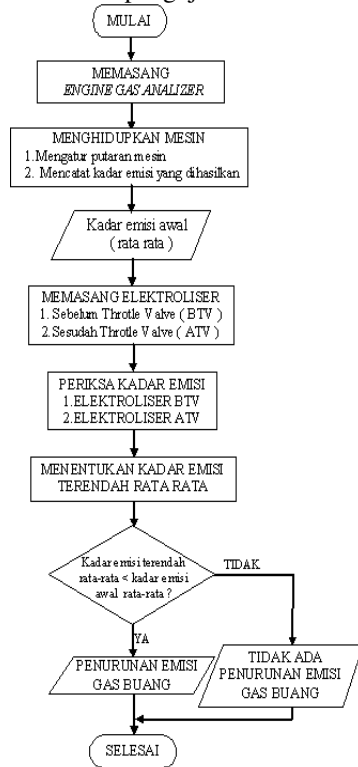 MULAI
MEMASANG
ENGINE GAS ANALIZER
MENGHIDUPKAN MESIN
1.Mengatur putaran mesin
2. Mencatat kadar emisi yang dihasilkan
Kadar emisi awal
( rata rata )
MEMASANG ELEKTROLISER
1. Sebelum Throtle Valve ( BTV )
2.Sesudah Throtle Valve ( ATV )
PERIKSA KADAR EMISI
1.ELEKTROLISER BTV
2.ELEKTROLISER ATV
MENENTUKAN KADAR EMISI
TERENDAH RATA RATA
Kadar emisi terendah
rata-rata < kadar emisi
awal rata-rata ?
TIDAK
YA
PENURUNAN EMISI
GAS BUANG
TIDAK ADA
PENURUNAN EMISI
GAS BUANG
SELESAI